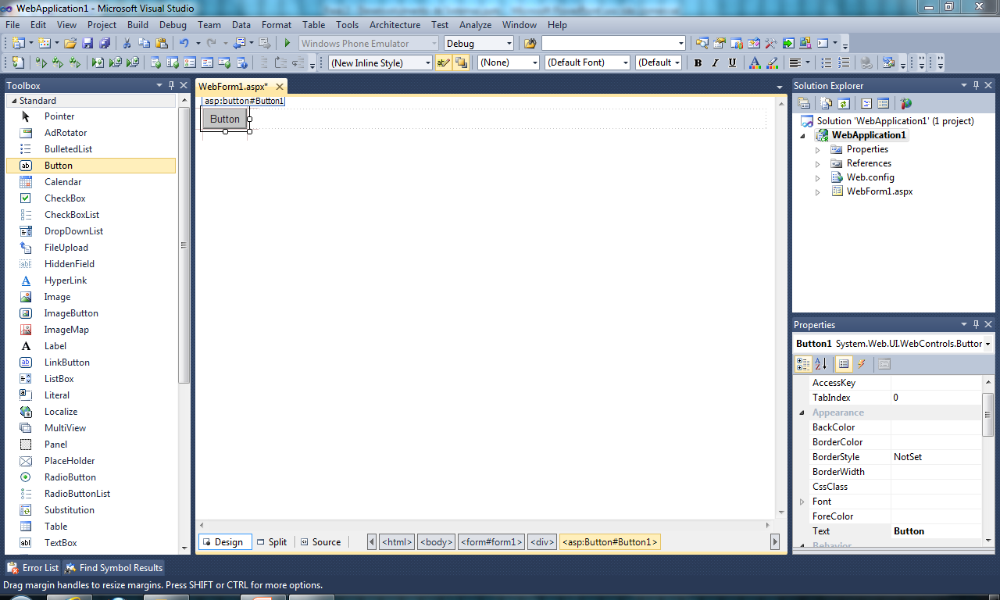 WebApplication1 - Microsoft Visual Studio
File Edit View Project Build Debug Team Data Format Table Tools Architecture Test Analyze Window Help
Windows Phone Emulator Debug
(New Inline Style) (None) (Default Font) (Default B I U
Toolbox
Standard
Pointer
AdRotator
BulletedList
Button
Calendar
CheckBox
CheckBoxList
DropDownList
FileUpload
HiddenField
HyperLink
Image
ImageButton
ImageMap
Label
LinkButton
ListBox
Literal
Localize
MultiView
Panel
PlaceHolder
RadioButton
RadioButtonList
Substitution
Table
TextBox
WebForm1.aspx*
asp:button#Button1
Button
Design Split Source <html> <body> <form#form1> <div> <asp:Button#Button1>
Solution Explorer
Solution 'WebApplication1' (1 project)
WebApplication1
Properties
References
Web.config
WebForm1.aspx
Properties
Button1 System.Web.UI.WebControls.Buttor
AccessKey
TabIndex 0
Appearance
BackColor
BorderColor
BorderStyle NotSet
BorderWidth
CssClass
Font
ForeColor
Text Button
Behavior
Error List Find Symbol Results
Drag margin handles to resize margins. Press SHIFT or CTRL for more options.